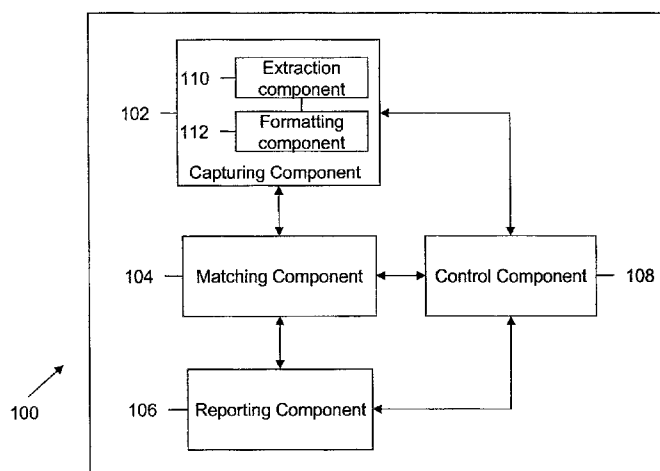 110
Extraction
component
102
112
Formatting
component
Capturing Component
104
Matching Component
Control Component
108
100
106
Reporting Component